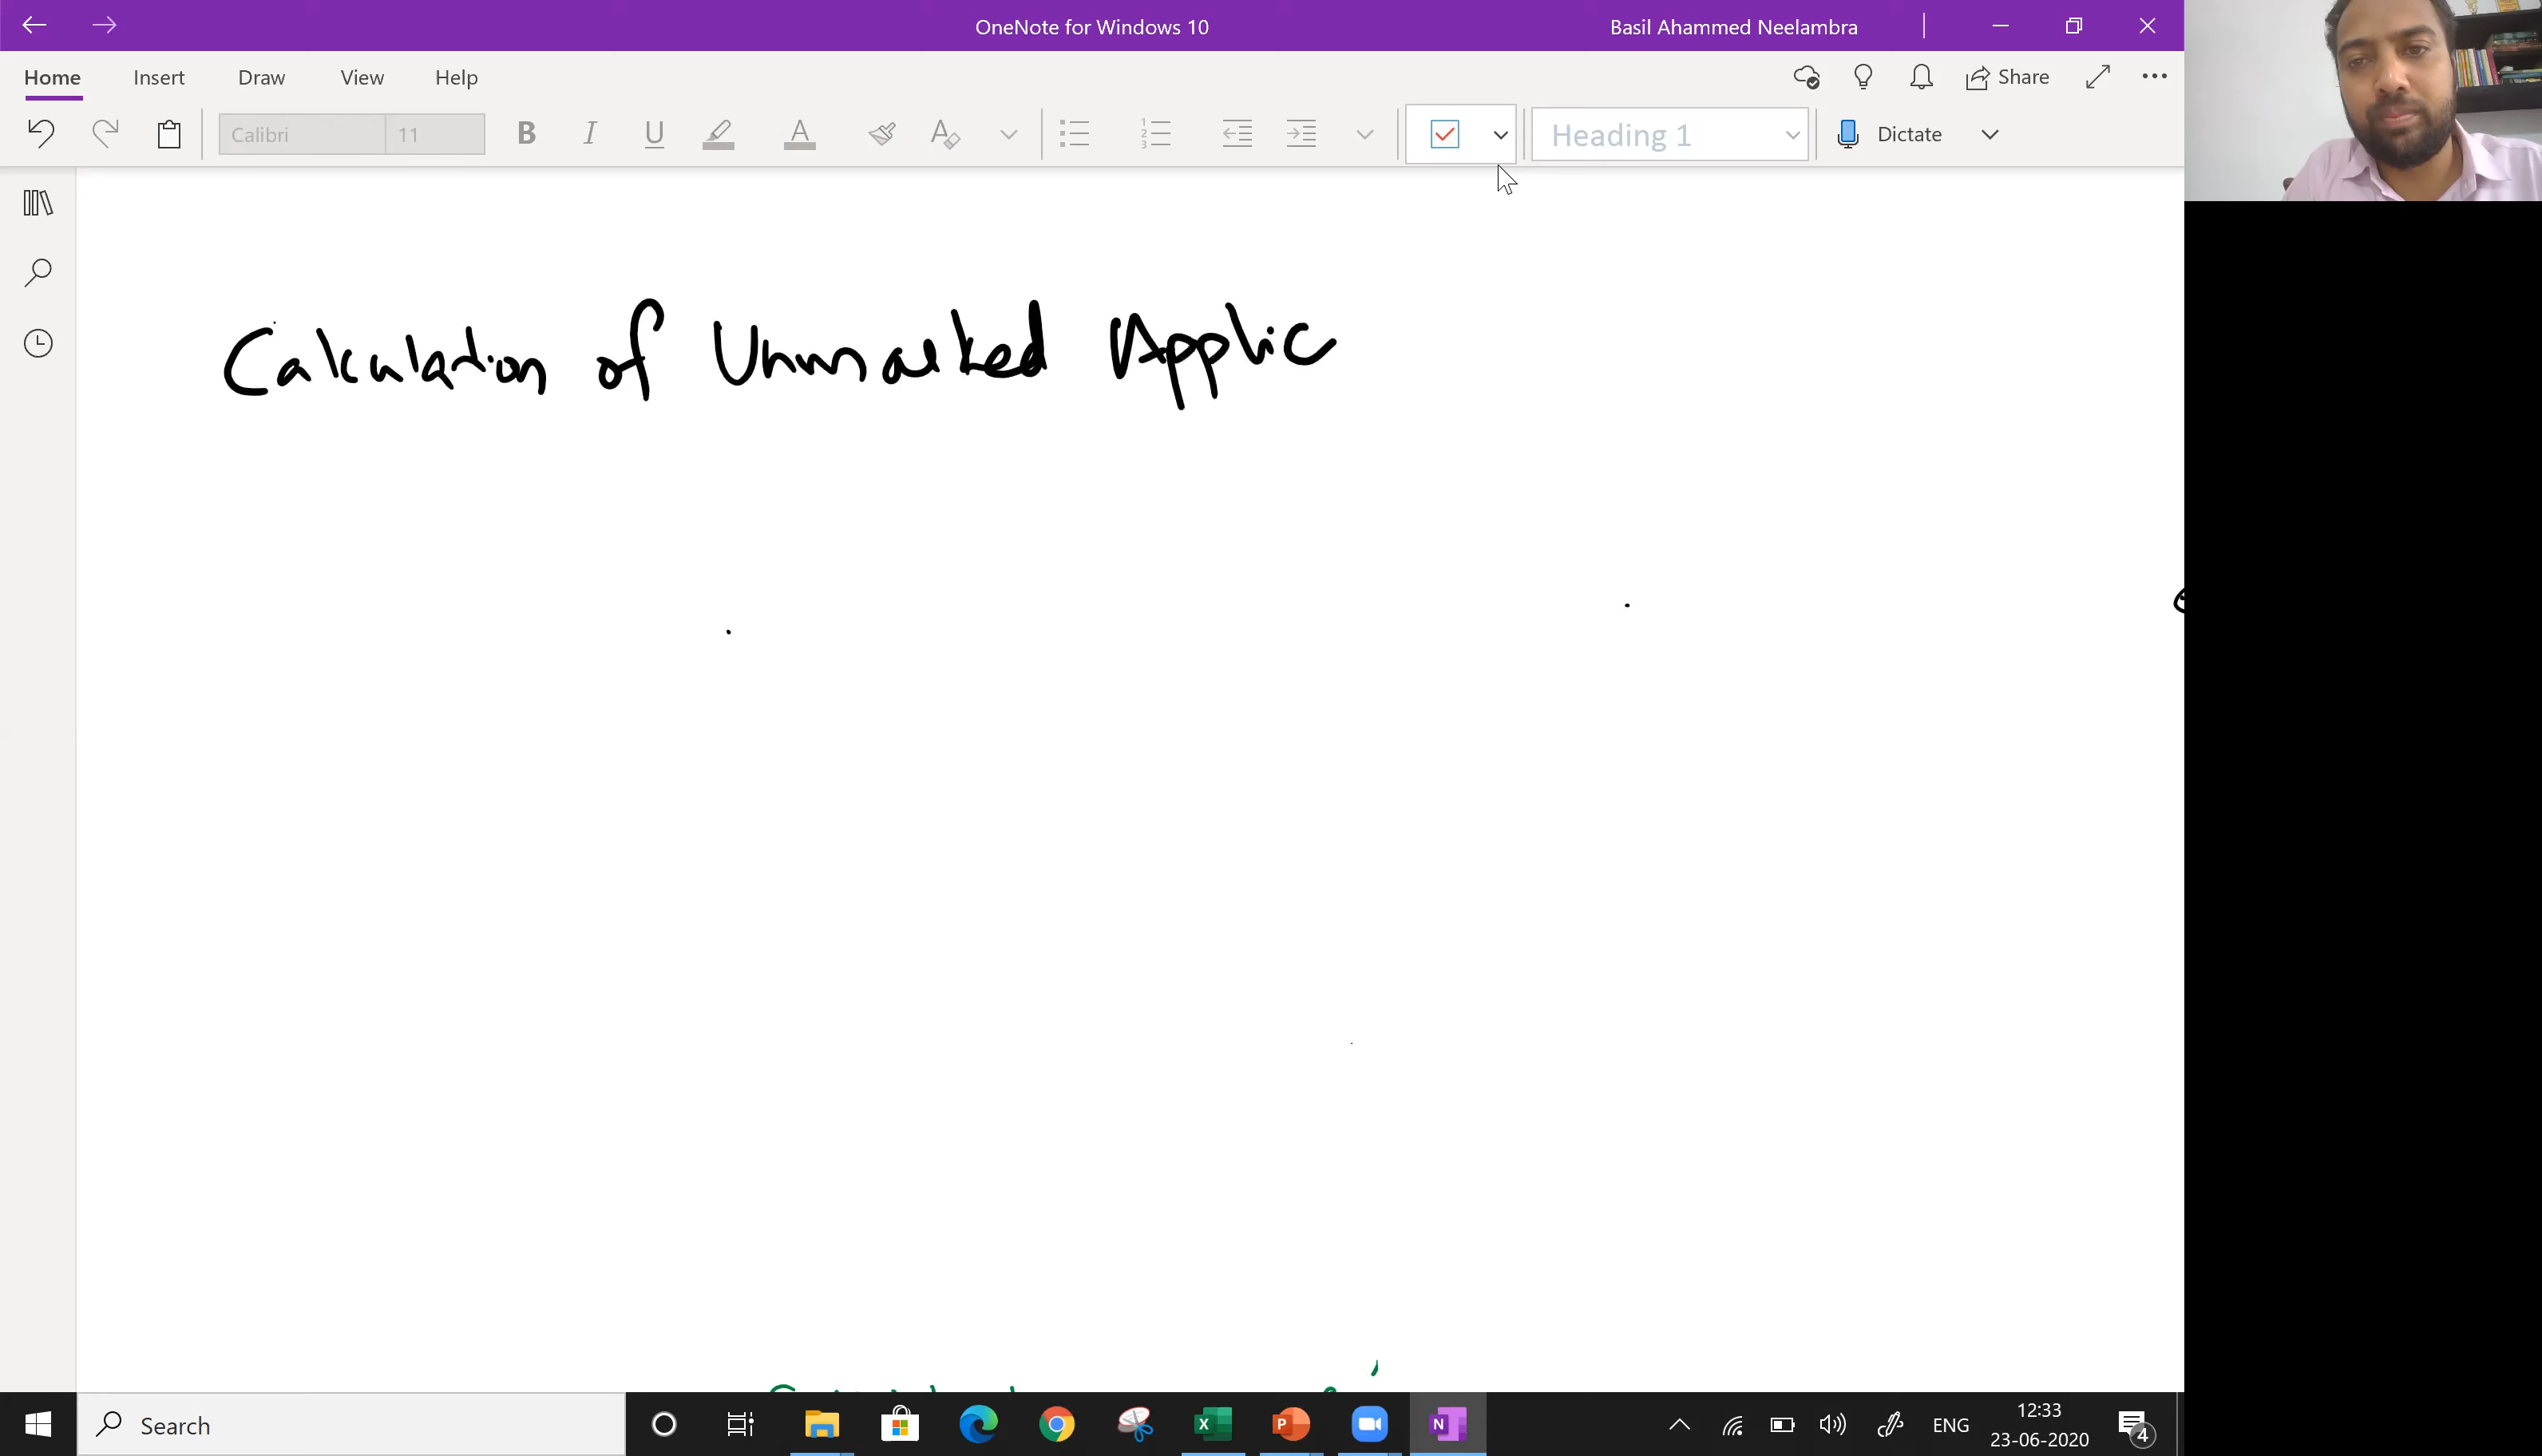 OneNote for Windows 10 Basil Ahammed Neelambra
Home Insert Draw View Help Share
Calibri 11 B I U A A Heading 1 Dictate
Calculation of Unmarked Applic
Search ENG 12:33
23-06-2020 4